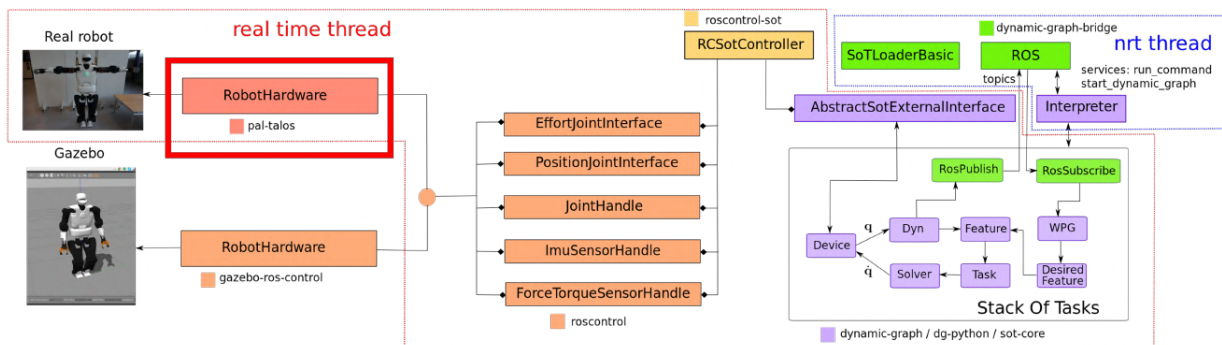 Real robot
real time thread
RobotHardware
pal-talos
Gazebo
RobotHardware
gazebo-ros-control
EffortJointInterface
PositionJointInterface
JointHandle
ImuSensorHandle
ForceTorqueSensorHandle
roscontrol
roscontrol-sot
RCSotController
AbstractSotExternalInterface
dynamic-graph-bridge
SoTLoaderBasic
ROS
topics
nrt thread
services: run_command
start_dynamic_graph
Interpreter
RosPublish
RosSubscribe
Device
q
Dyn
Feature
WPG
q̇
Solver
Task
Desired
Feature
Stack Of Tasks
dynamic-graph / dg-python / sot-core